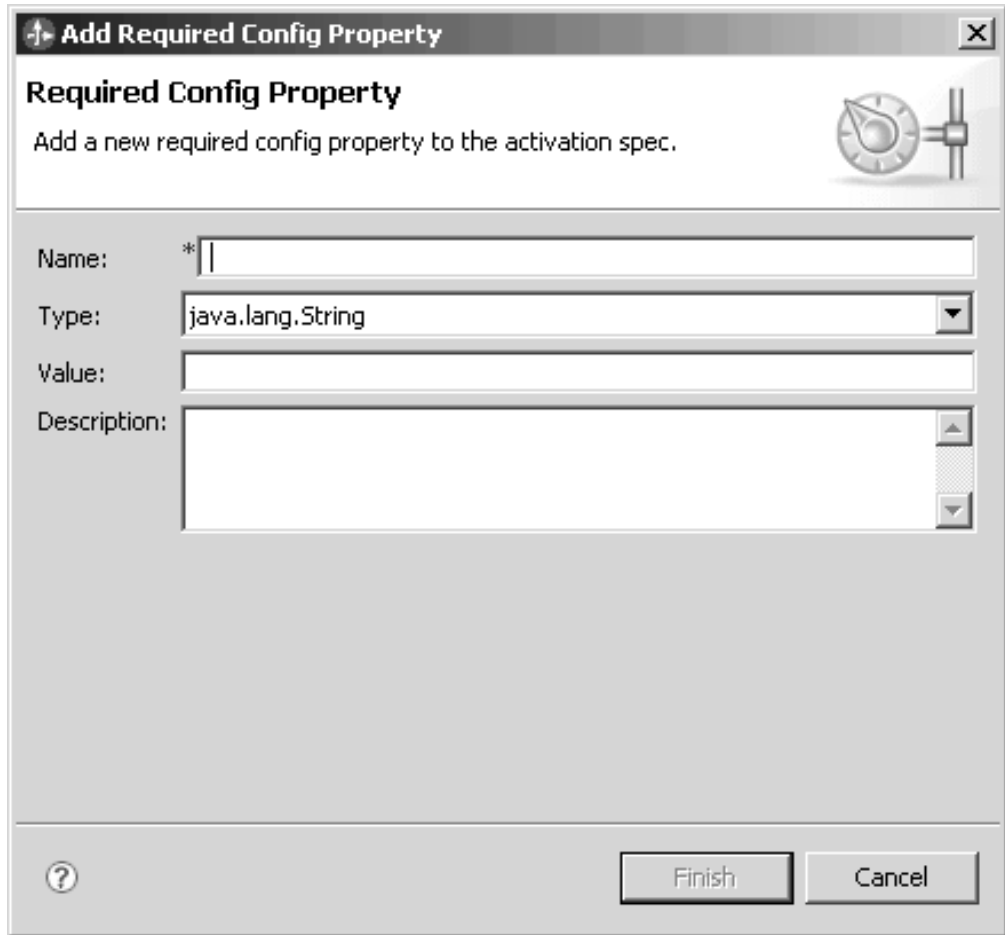 Add Required Config Property
Required Config Property
Add a new required config property to the activation spec.
Name: *
Type: java.lang.String
Value:
Description:
?
Finish Cancel